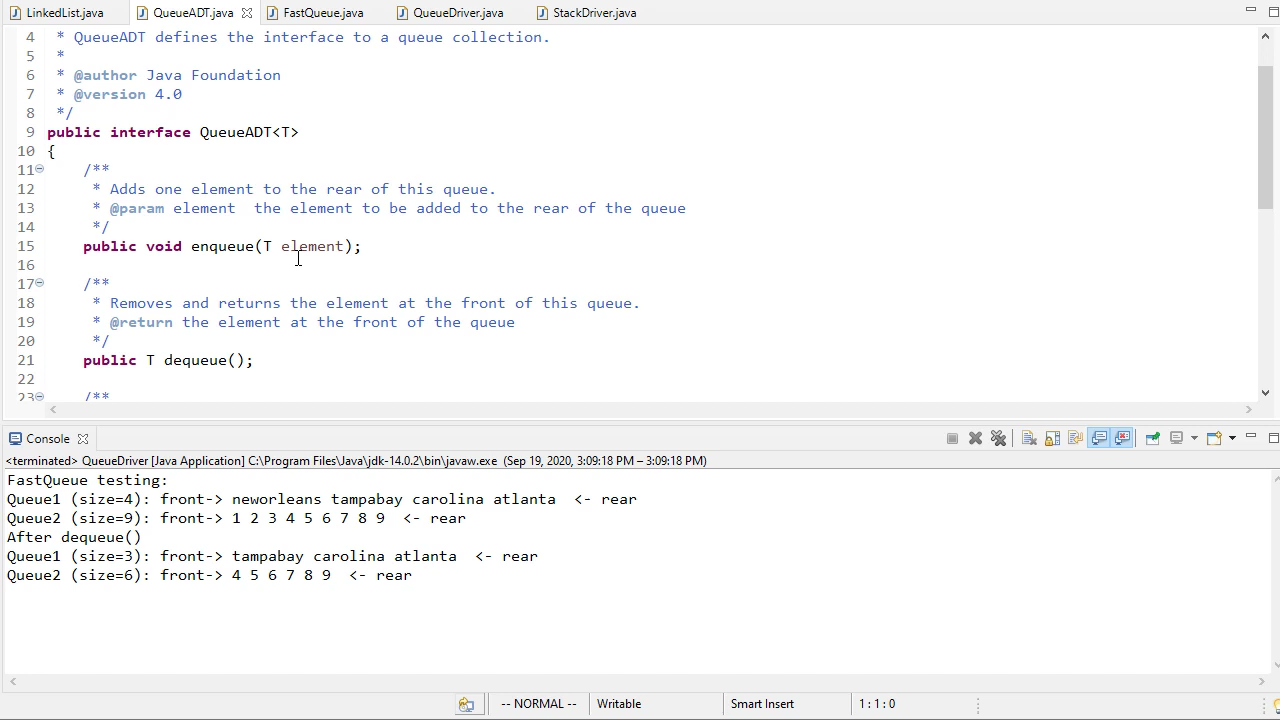 LinkedList.java QueueADT.java FastQueue.java QueueDriver.java StackDriver.java
4 * QueueADT defines the interface to a queue collection.
5 *
6 * @author Java Foundation
7 * @version 4.0
8 */
9 public interface QueueADT<T>
10 {
11 /**
12 * Adds one element to the rear of this queue.
13 * @param element  the element to be added to the rear of the queue
14 */
15 public void enqueue(T element);
16
17 /**
18 * Removes and returns the element at the front of this queue.
19 * @return the element at the front of the queue
20 */
21 public T dequeue();
22
23 /**
Console
<terminated> QueueDriver [Java Application] C:\Program Files\Java\jdk-14.0.2\bin\javaw.exe (Sep 19, 2020, 3:09:18 PM – 3:09:18 PM)
FastQueue testing:
Queue1 (size=4): front-> neworleans tampabay carolina atlanta  <- rear
Queue2 (size=9): front-> 1 2 3 4 5 6 7 8 9  <- rear
After dequeue()
Queue1 (size=3): front-> tampabay carolina atlanta  <- rear
Queue2 (size=6): front-> 4 5 6 7 8 9  <- rear
-- NORMAL -- Writable Smart Insert 1 : 1 : 0